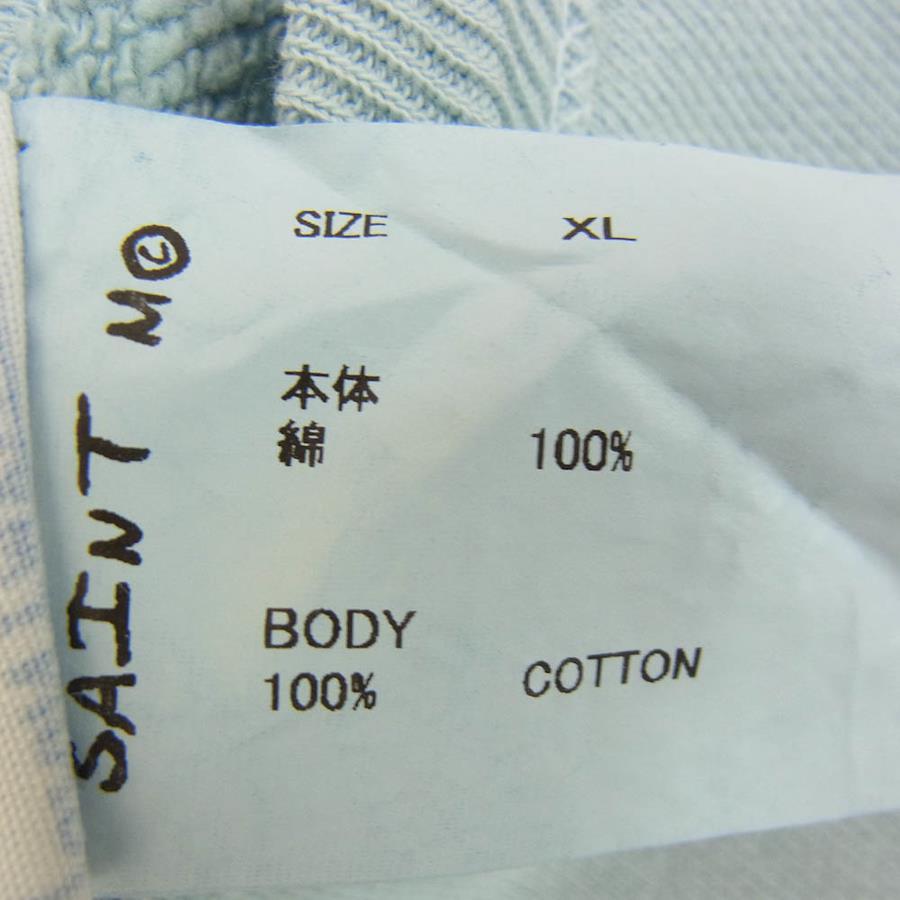 SAINT M©
SIZE XL
本体
綿 100%
BODY
100% COTTON